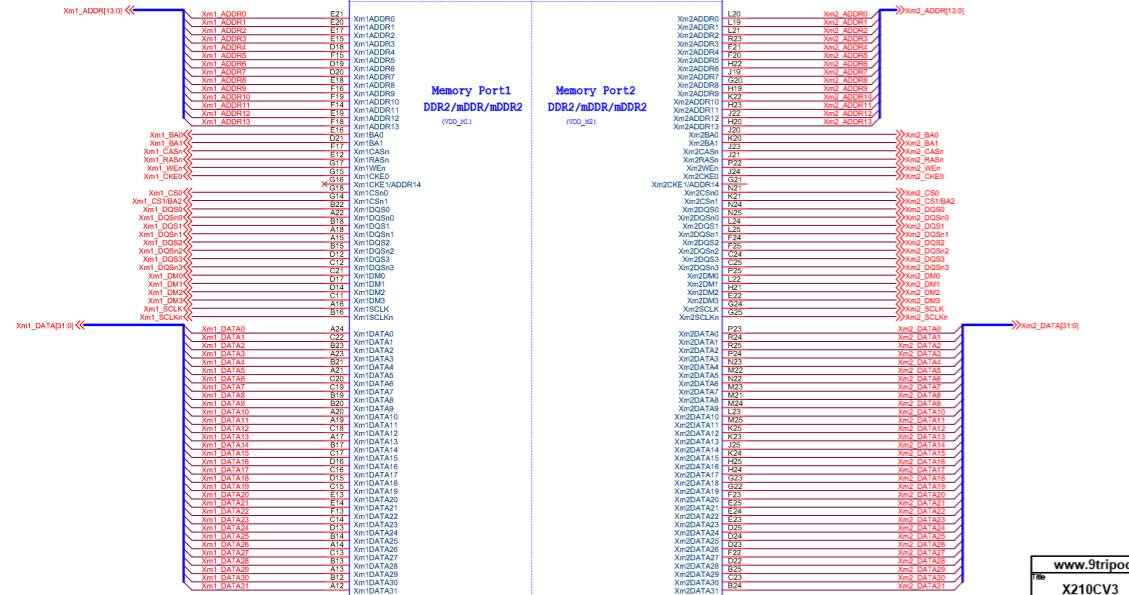 Xm1_ADDR[13:0] Xm2_ADDR[13:0]
Xm1_ADDR0 E21 Xm1ADDR0 Xm2ADDR0 L20 Xm2_ADDR0
Xm1_ADDR1 E20 Xm1ADDR1 Xm2ADDR1 L19 Xm2_ADDR1
Xm1_ADDR2 E17 Xm1ADDR2 Xm2ADDR2 L21 Xm2_ADDR2
Xm1_ADDR3 E15 Xm1ADDR3 Xm2ADDR3 R23 Xm2_ADDR3
Xm1_ADDR4 D18 Xm1ADDR4 Xm2ADDR4 F21 Xm2_ADDR4
Xm1_ADDR5 F15 Xm1ADDR5 Xm2ADDR5 F20 Xm2_ADDR5
Xm1_ADDR6 D19 Xm1ADDR6 Xm2ADDR6 H22 Xm2_ADDR6
Xm1_ADDR7 D20 Xm1ADDR7 Xm2ADDR7 J19 Xm2_ADDR7
Xm1_ADDR8 E18 Xm1ADDR8 Xm2ADDR8 G20 Xm2_ADDR8
Xm1_ADDR9 F16 Xm1ADDR9 Xm2ADDR9 H19 Xm2_ADDR9
Xm1_ADDR10 F19 Xm1ADDR10 Xm2ADDR10 K22 Xm2_ADDR10
Xm1_ADDR11 F14 Xm1ADDR11 Xm2ADDR11 H23 Xm2_ADDR11
Xm1_ADDR12 E19 Xm1ADDR12 Xm2ADDR12 J22 Xm2_ADDR12
Xm1_ADDR13 F18 Xm1ADDR13 Xm2ADDR13 H20 Xm2_ADDR13
Memory Port1 Memory Port2
DDR2/mDDR/mDDR2 DDR2/mDDR/mDDR2
(VDD_M1) (VDD_M2)
Xm1_BA0 E16 Xm1BA0 Xm2BA0 J20 Xm2_BA0
Xm1_BA1 D21 Xm1BA1 Xm2BA1 K20 Xm2_BA1
Xm1_CASn F17 Xm1CASn Xm2CASn J23 Xm2_CASn
Xm1_RASn E12 Xm1RASn Xm2RASn J21 Xm2_RASn
Xm1_WEn G17 Xm1WEn Xm2WEn P22 Xm2_WEn
Xm1_CKE0 G15 Xm1CKE0 Xm2CKE0 J24 Xm2_CKE0
G16 Xm1CKE1/ADDR14 Xm2CKE1/ADDR14 G21
Xm1_CS0 G18 Xm1CSn0 Xm2CSn0 N21 Xm2_CS0
Xm1_CS1/BA2 G14 Xm1CSn1 Xm2CSn1 K21 Xm2_CS1/BA2
Xm1_DQS0 B22 Xm1DQS0 Xm2DQS0 N24 Xm2_DQS0
Xm1_DQSn0 A22 Xm1DQSn0 Xm2DQSn0 N25 Xm2_DQSn0
Xm1_DQS1 B18 Xm1DQS1 Xm2DQS1 L24 Xm2_DQS1
Xm1_DQSn1 A18 Xm1DQSn1 Xm2DQSn1 L25 Xm2_DQSn1
Xm1_DQS2 A15 Xm1DQS2 Xm2DQS2 F24 Xm2_DQS2
Xm1_DQSn2 B15 Xm1DQSn2 Xm2DQSn2 F25 Xm2_DQSn2
Xm1_DQS3 D12 Xm1DQS3 Xm2DQS3 C24 Xm2_DQS3
Xm1_DQSn3 C12 Xm1DQSn3 Xm2DQSn3 C25 Xm2_DQSn3
Xm1_DM0 C21 Xm1DM0 Xm2DM0 P25 Xm2_DM0
Xm1_DM1 D17 Xm1DM1 Xm2DM1 L22 Xm2_DM1
Xm1_DM2 D14 Xm1DM2 Xm2DM2 H21 Xm2_DM2
Xm1_DM3 C11 Xm1DM3 Xm2DM3 E22 Xm2_DM3
Xm1_SCLK A16 Xm1SCLK Xm2SCLK G24 Xm2_SCLK
Xm1_SCLKn B16 Xm1SCLKn Xm2SCLKn G25 Xm2_SCLKn
Xm1_DATA[31:0] Xm2_DATA[31:0]
Xm1_DATA0 A24 Xm1DATA0 Xm2DATA0 P23 Xm2_DATA0
Xm1_DATA1 C22 Xm1DATA1 Xm2DATA1 R24 Xm2_DATA1
Xm1_DATA2 B23 Xm1DATA2 Xm2DATA2 R25 Xm2_DATA2
Xm1_DATA3 A23 Xm1DATA3 Xm2DATA3 P24 Xm2_DATA3
Xm1_DATA4 B21 Xm1DATA4 Xm2DATA4 N23 Xm2_DATA4
Xm1_DATA5 A21 Xm1DATA5 Xm2DATA5 M22 Xm2_DATA5
Xm1_DATA6 C20 Xm1DATA6 Xm2DATA6 N22 Xm2_DATA6
Xm1_DATA7 C19 Xm1DATA7 Xm2DATA7 M23 Xm2_DATA7
Xm1_DATA8 B19 Xm1DATA8 Xm2DATA8 M21 Xm2_DATA8
Xm1_DATA9 B20 Xm1DATA9 Xm2DATA9 M24 Xm2_DATA9
Xm1_DATA10 A20 Xm1DATA10 Xm2DATA10 L23 Xm2_DATA10
Xm1_DATA11 A19 Xm1DATA11 Xm2DATA11 M25 Xm2_DATA11
Xm1_DATA12 C18 Xm1DATA12 Xm2DATA12 K25 Xm2_DATA12
Xm1_DATA13 A17 Xm1DATA13 Xm2DATA13 K23 Xm2_DATA13
Xm1_DATA14 B17 Xm1DATA14 Xm2DATA14 J25 Xm2_DATA14
Xm1_DATA15 C17 Xm1DATA15 Xm2DATA15 K24 Xm2_DATA15
Xm1_DATA16 D16 Xm1DATA16 Xm2DATA16 H25 Xm2_DATA16
Xm1_DATA17 C16 Xm1DATA17 Xm2DATA17 H24 Xm2_DATA17
Xm1_DATA18 D15 Xm1DATA18 Xm2DATA18 G23 Xm2_DATA18
Xm1_DATA19 C15 Xm1DATA19 Xm2DATA19 G22 Xm2_DATA19
Xm1_DATA20 E13 Xm1DATA20 Xm2DATA20 F23 Xm2_DATA20
Xm1_DATA21 E14 Xm1DATA21 Xm2DATA21 E25 Xm2_DATA21
Xm1_DATA22 F13 Xm1DATA22 Xm2DATA22 E24 Xm2_DATA22
Xm1_DATA23 C14 Xm1DATA23 Xm2DATA23 E23 Xm2_DATA23
Xm1_DATA24 D13 Xm1DATA24 Xm2DATA24 D25 Xm2_DATA24
Xm1_DATA25 B14 Xm1DATA25 Xm2DATA25 D24 Xm2_DATA25
Xm1_DATA26 A14 Xm1DATA26 Xm2DATA26 D23 Xm2_DATA26
Xm1_DATA27 C13 Xm1DATA27 Xm2DATA27 F22 Xm2_DATA27
Xm1_DATA28 B13 Xm1DATA28 Xm2DATA28 D22 Xm2_DATA28
Xm1_DATA29 A13 Xm1DATA29 Xm2DATA29 B25 Xm2_DATA29
Xm1_DATA30 B12 Xm1DATA30 Xm2DATA30 C23 Xm2_DATA30
Xm1_DATA31 A12 Xm1DATA31 Xm2DATA31 B24 Xm2_DATA31
www.9tripod
Title
X210CV3